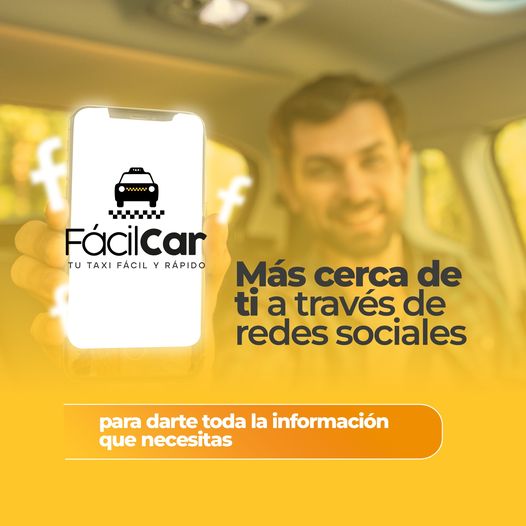 FácilCar
TU TAXI FÁCIL Y RÁPIDO
Más cerca de
ti a través de
redes sociales
para darte toda la información
que necesitas